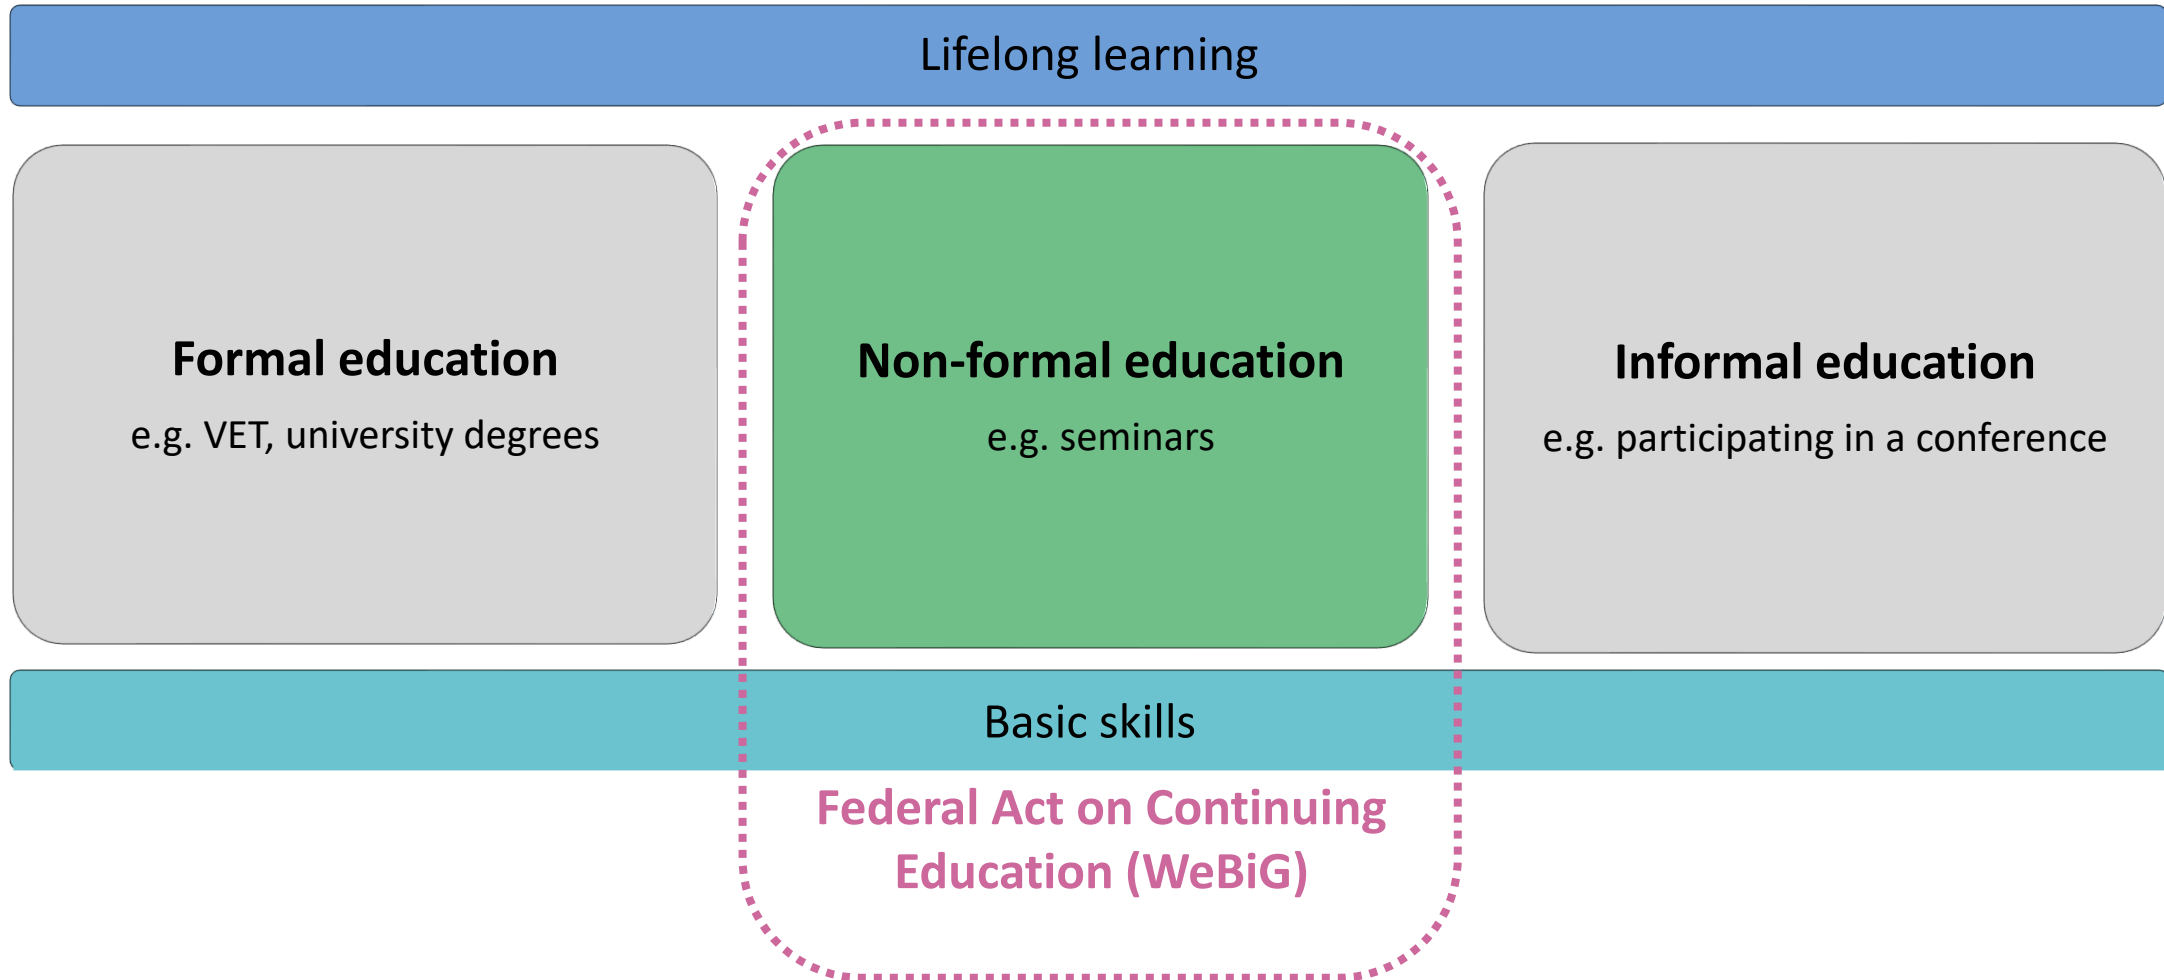 Lifelong learning
Formal education
e.g. VET, university degrees
Non-formal education
e.g. seminars
Informal education
e.g. participating in a conference
Basic skills
Federal Act on Continuing
Education (WeBiG)